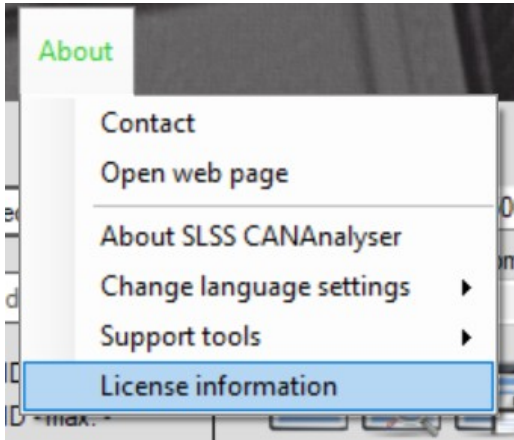 About
Contact
Open web page
About SLSS CANAnalyser
Change language settings
Support tools
License information